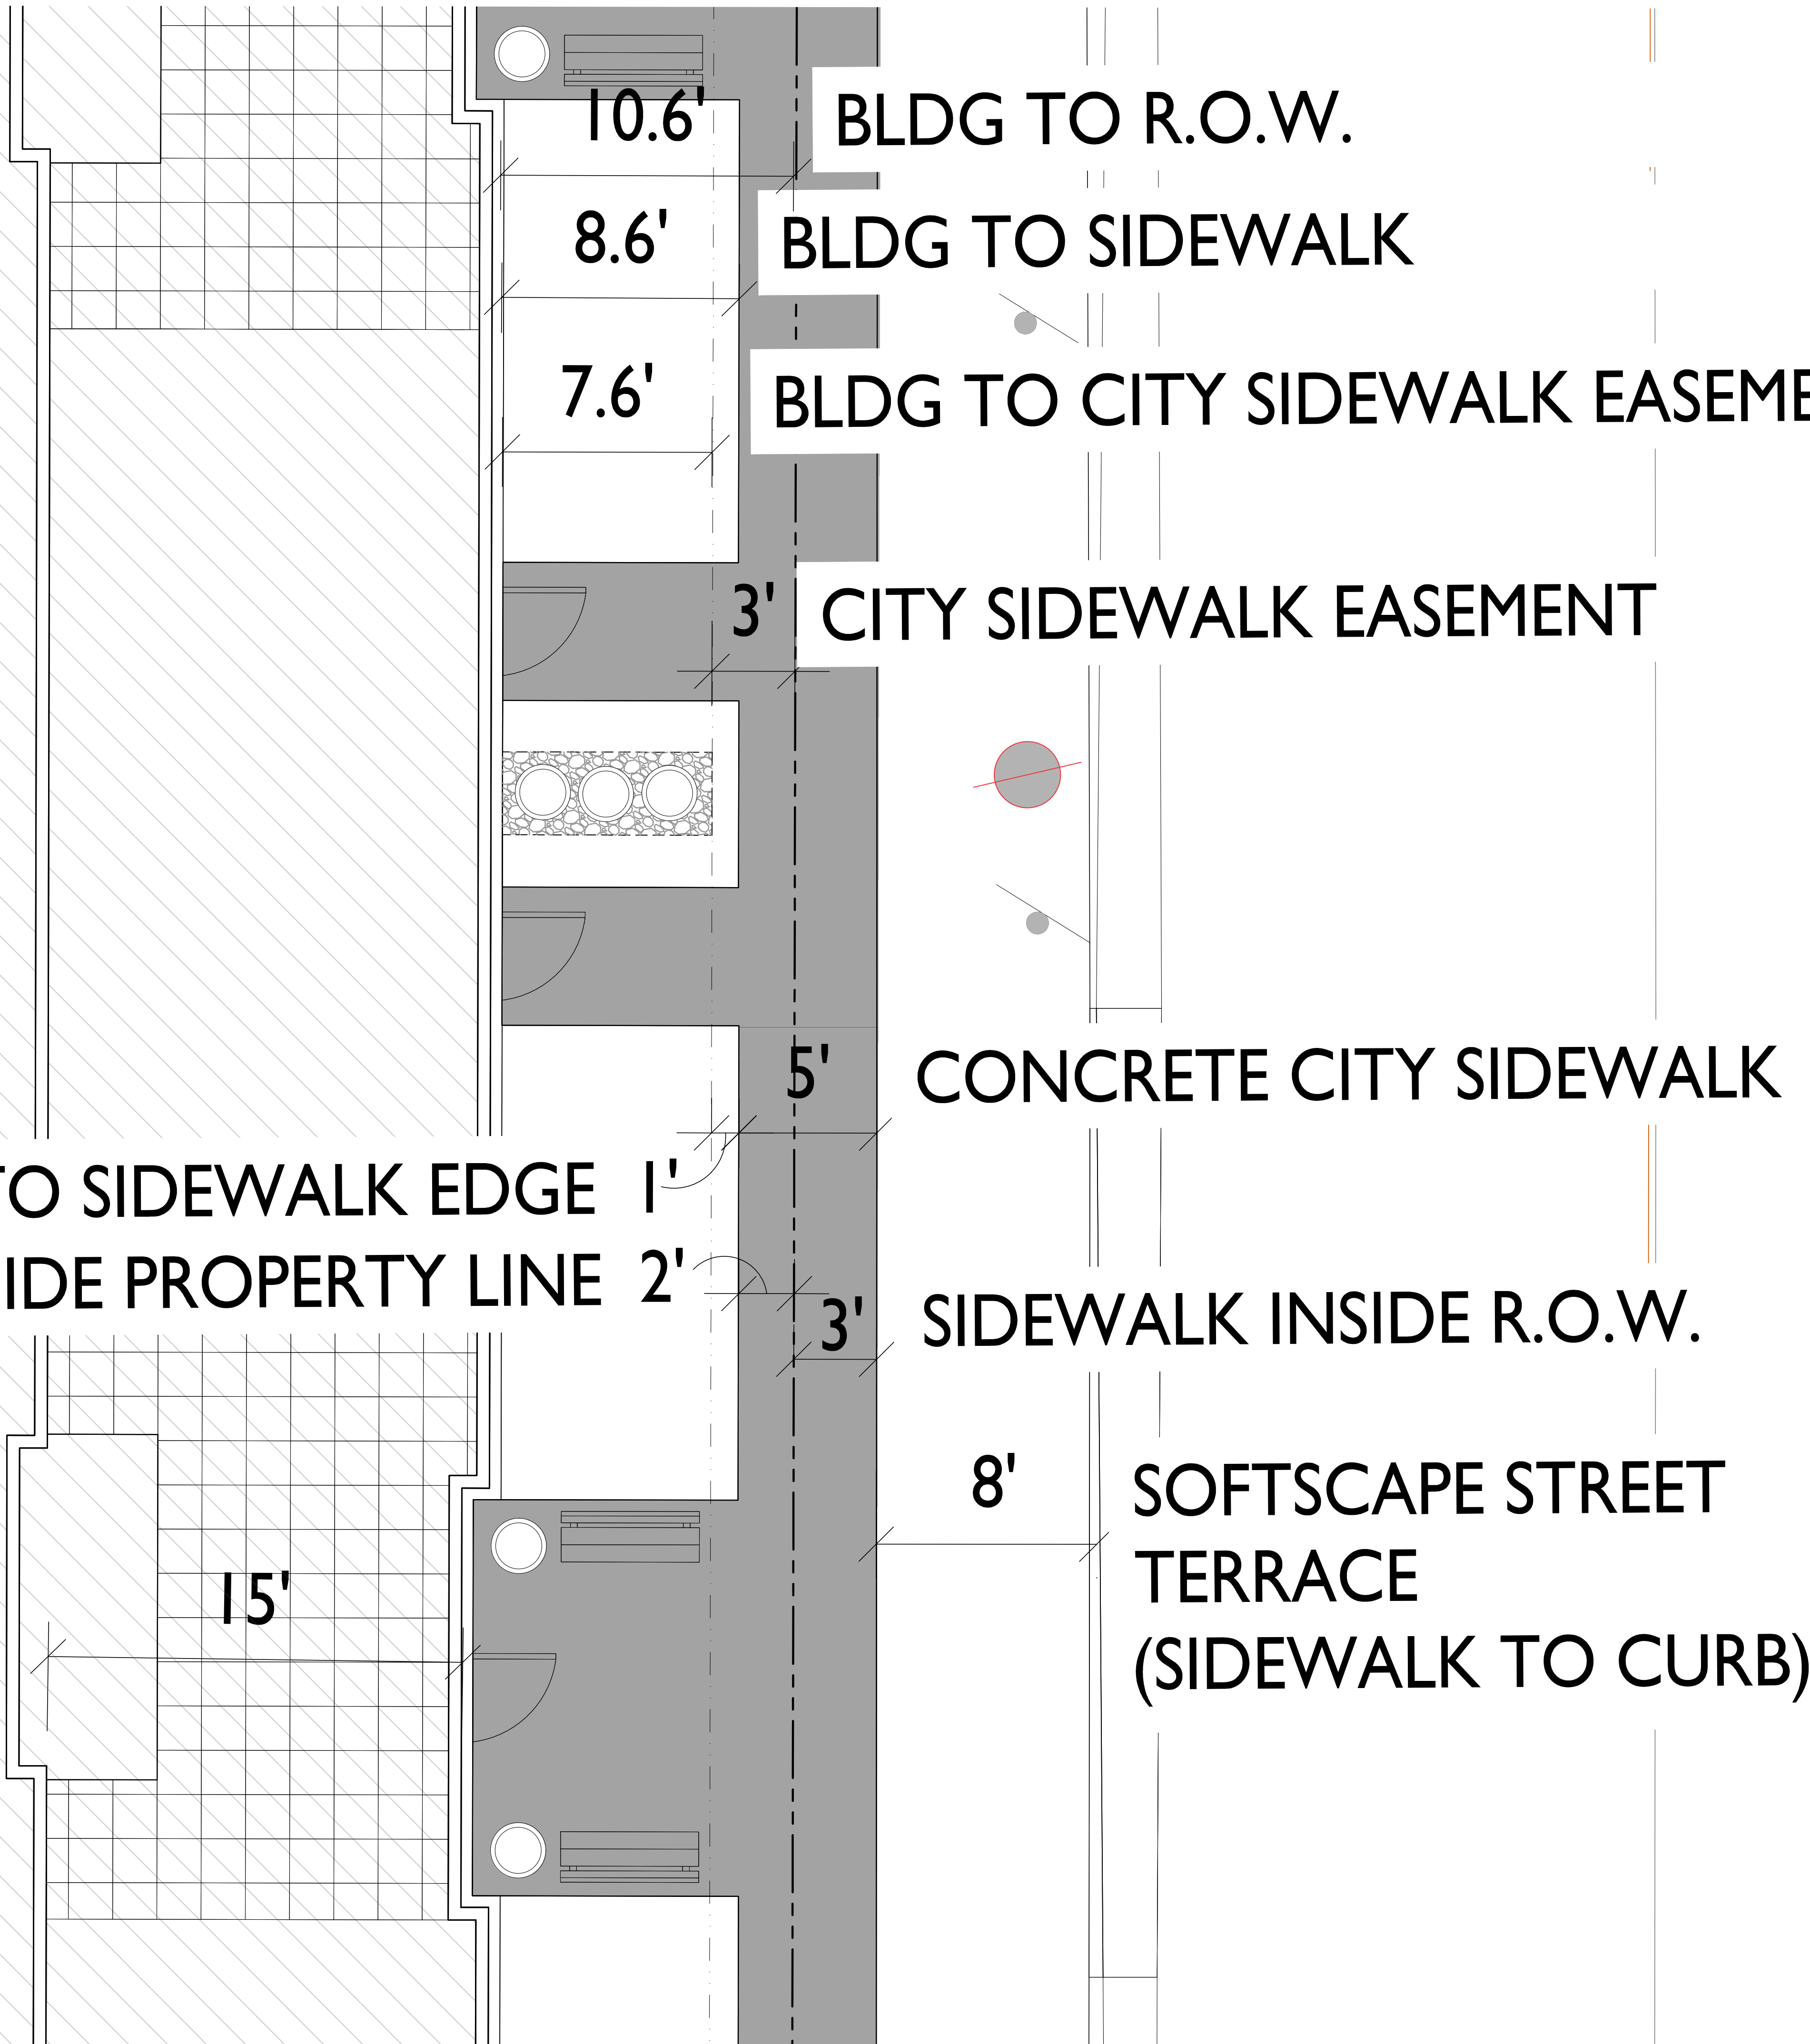 10.6' BLDG TO R.O.W.
8.6' BLDG TO SIDEWALK
7.6' BLDG TO CITY SIDEWALK
3' CITY SIDEWALK EASEMENT
5' CONCRETE CITY SIDEWALK
TO SIDEWALK EDGE 1'
PROPERTY LINE 2'
3' SIDEWALK INSIDE R.O.W.
8' SOFTSCAPE STREET
TERRACE
(SIDEWALK TO CURB)
15'